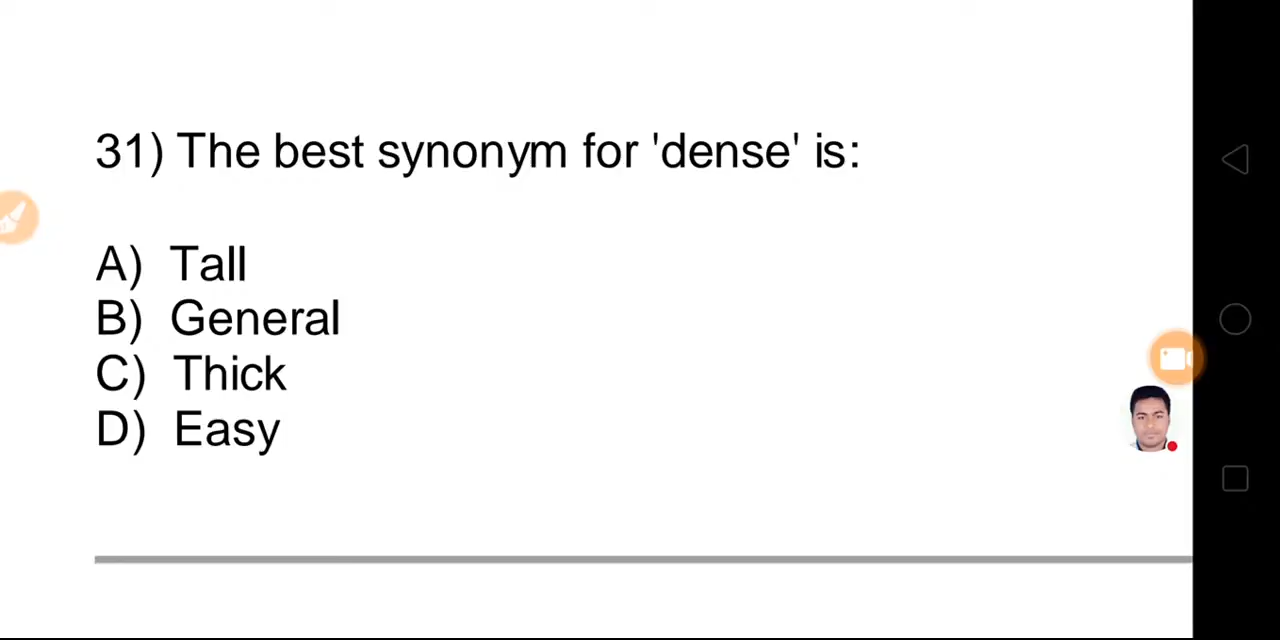 31) The best synonym for 'dense' is:
A) Tall
B) General
C) Thick
D) Easy